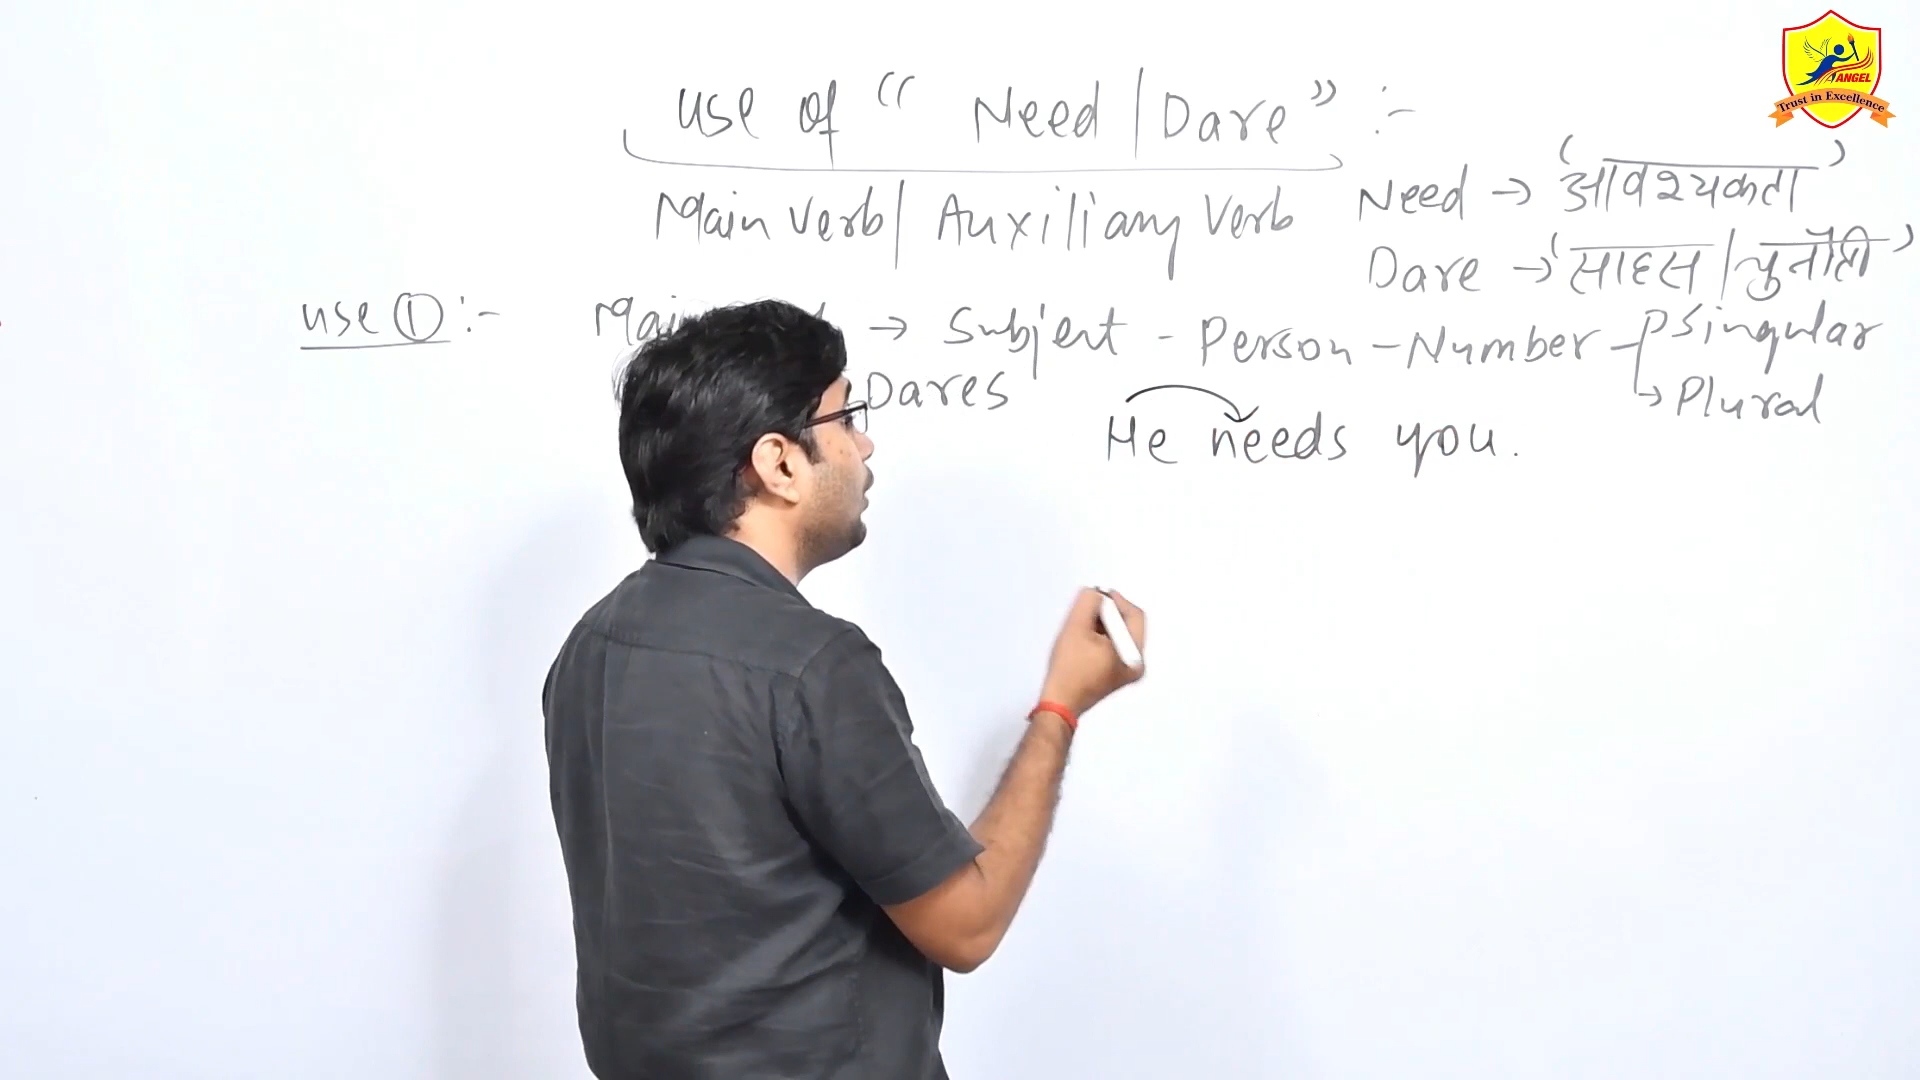 use of "Need/Dare" :-
Main Verb/ Auxiliary Verb
Need → (आवश्यकता)
Dare → (साहस/चुनौती)
use ① :- Main → Subject - Person - Number → Singular
→ Plural
Dares
He needs you.
ANGEL
Trust in Excellence